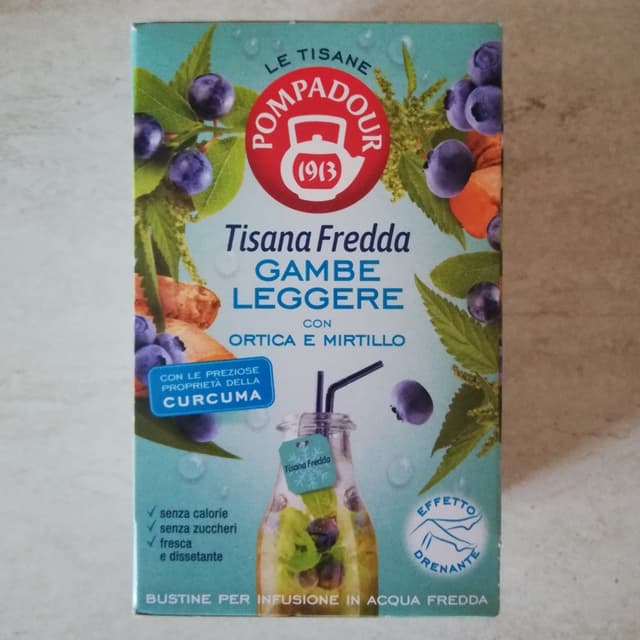 LE TISANE
POMPADOUR
1913
Tisana Fredda
GAMBE
LEGGERE
CON
ORTICA E MIRTILLO
CON LE PREZIOSE
PROPRIETÀ DELLA
CURCUMA
Tisana Fredda
✓ senza calorie
✓ senza zuccheri
✓ fresca
e dissetante
EFFETTO
DRENANTE
BUSTINE PER INFUSIONE IN ACQUA FREDDA